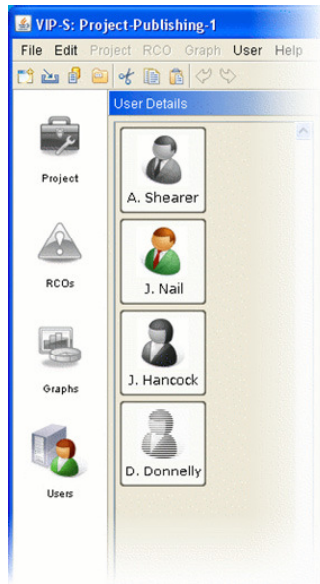 VIP-S: Project-Publishing-1
File Edit Project RCO Graph User Help
User Details
Project
RCOs
Graphs
Users
A. Shearer
J. Nail
J. Hancock
D. Donnelly